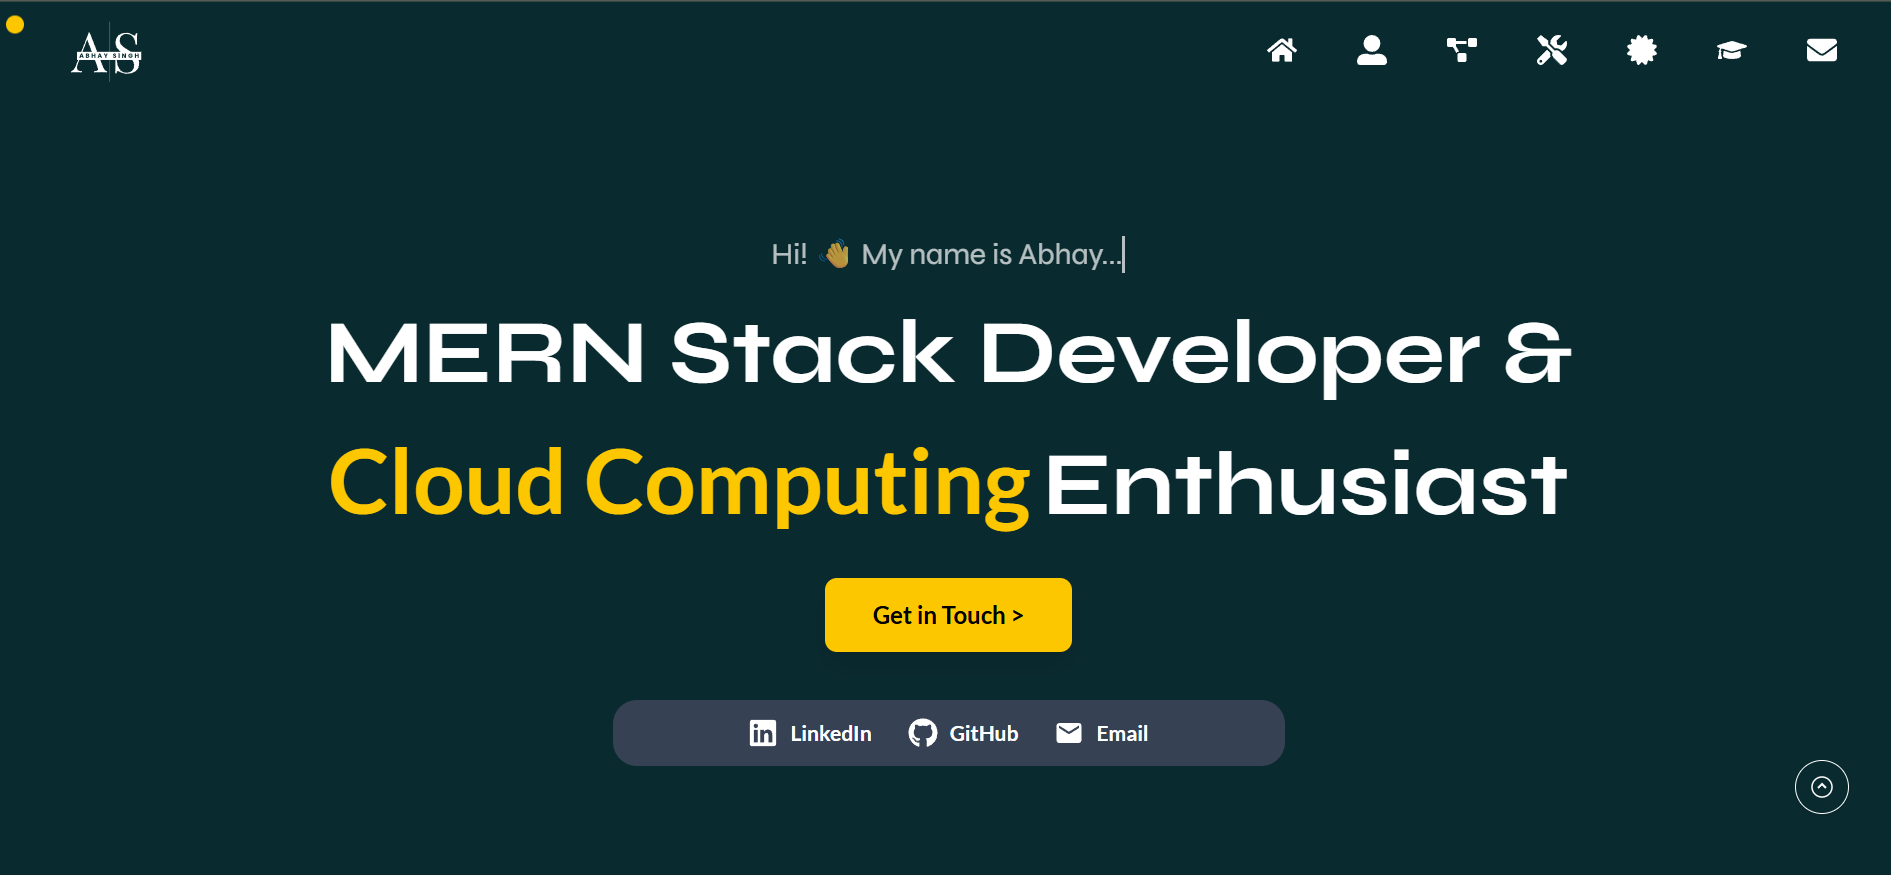 AS
ABHAY SINGH
Hi! 👋 My name is Abhay...
MERN Stack Developer &
Cloud Computing Enthusiast
Get in Touch >
LinkedIn GitHub Email